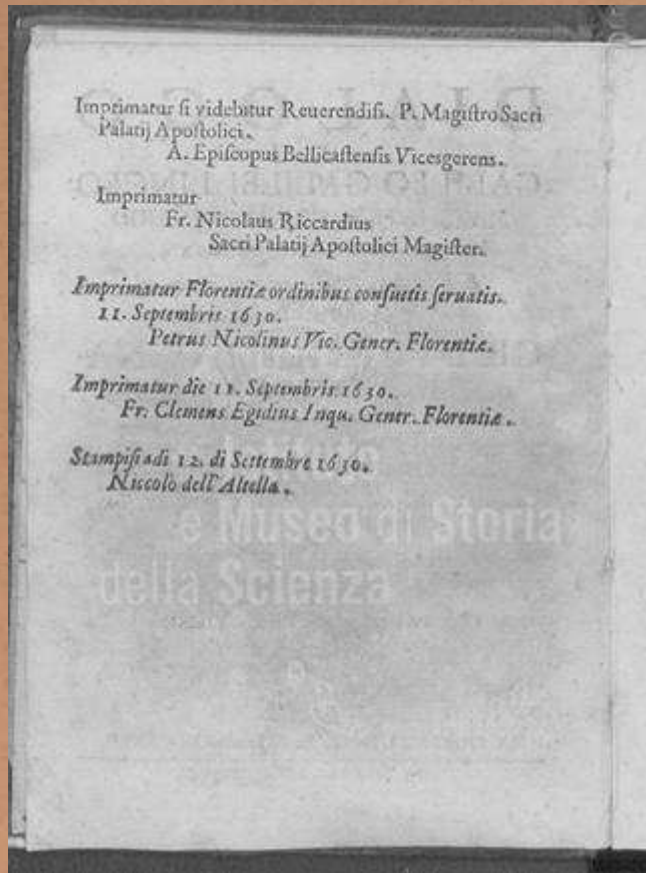 Imprimatur ſi videbitur Reuerendiſs. P. Magiſtro Sacri
Palatij Apoſtolici.
A. Epiſcopus Bellicaſtenſis Vicesgerens.
Imprimatur
Fr. Nicolaus Riccardius
Sacri Palatij Apoſtolici Magiſter.
Imprimatur Florentiæ ordinibus conſuetis ſeruatis.
11. Septembris 1630.
Petrus Nicolinus Vic. Gener. Florentiæ.
Imprimatur die 11. Septembris 1630.
Fr. Clemens Egidius Inqu. Gener. Florentiæ.
Stampiſi adi 12. di Settembre 1630.
Niccolò dell'Altella.
Istituto
e Museo di Storia
della Scienza